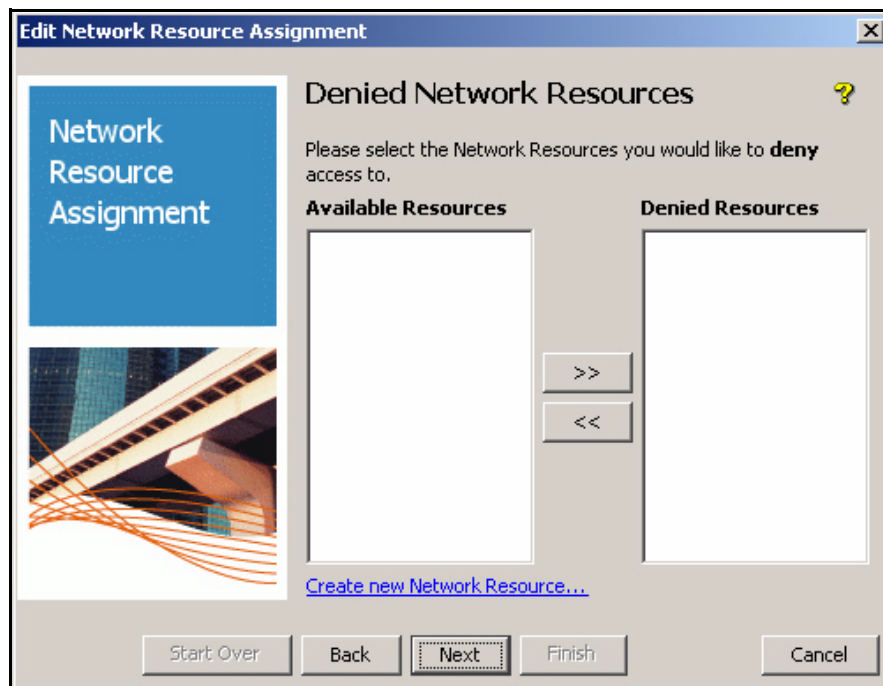 Edit Network Resource Assignment
Network
Resource
Assignment
Denied Network Resources
?
Please select the Network Resources you would like to deny
access to.
Available Resources
Denied Resources
>>
<<
Create new Network Resource...
Start Over
Back
Next
Finish
Cancel